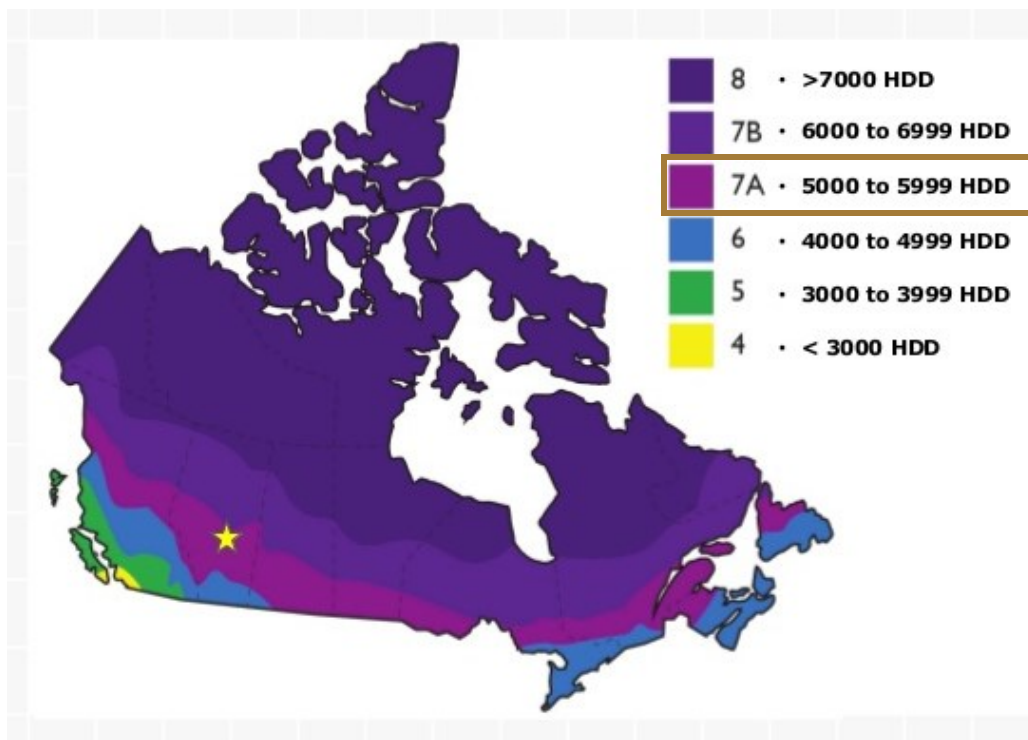 8 · >7000 HDD
7B · 6000 to 6999 HDD
7A · 5000 to 5999 HDD
6 · 4000 to 4999 HDD
5 · 3000 to 3999 HDD
4 · < 3000 HDD